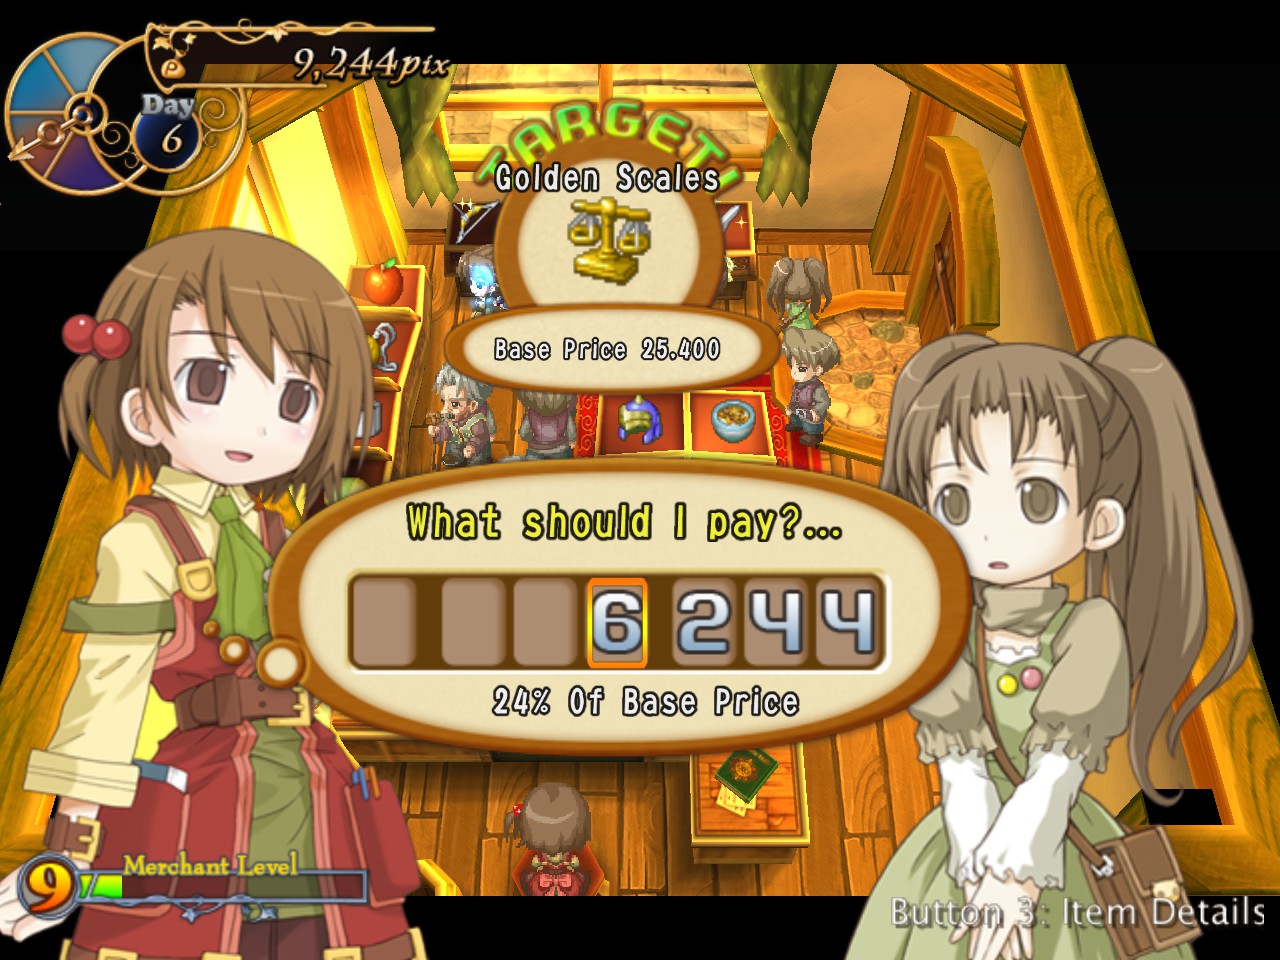 9,244pix
Day
6
TARGET!
Golden Scales
Base Price 25.400
What should I pay?...
6244
24% Of Base Price
Merchant Level
9
Button 3: Item Details